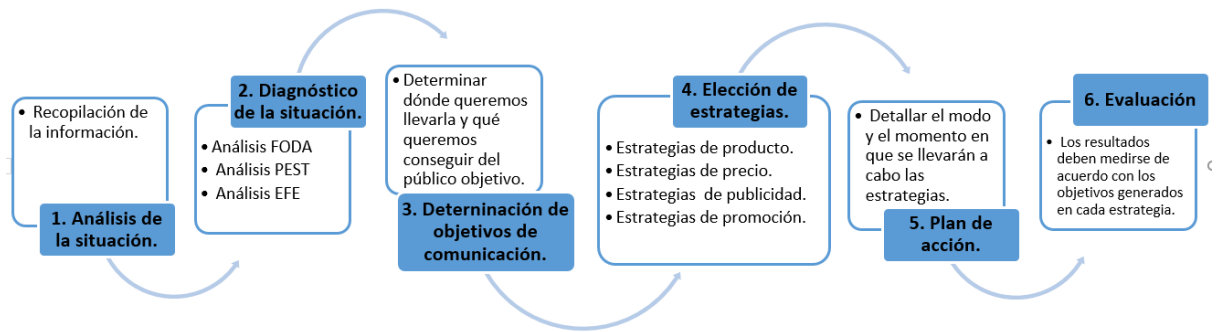 • Recopilación de
la información.
1. Análisis de
la situación.
2. Diagnóstico
de la situación.
• Análisis FODA
• Análisis PEST
• Análisis EFE
• Determinar
dónde queremos
llevarla y qué
queremos
conseguir del
público objetivo.
3. Deterninación de
objetivos de
comunicación.
4. Elección de
estrategias.
• Estrategias de producto.
• Estrategias de precio.
• Estrategias de publicidad.
• Estrategias de promoción.
• Detallar el modo
y el momento en
que se llevarán a
cabo las
estrategias.
5. Plan de
acción.
6. Evaluación
• Los resultados
deben medirse de
acuerdo con los
objetivos generados
en cada estrategia.